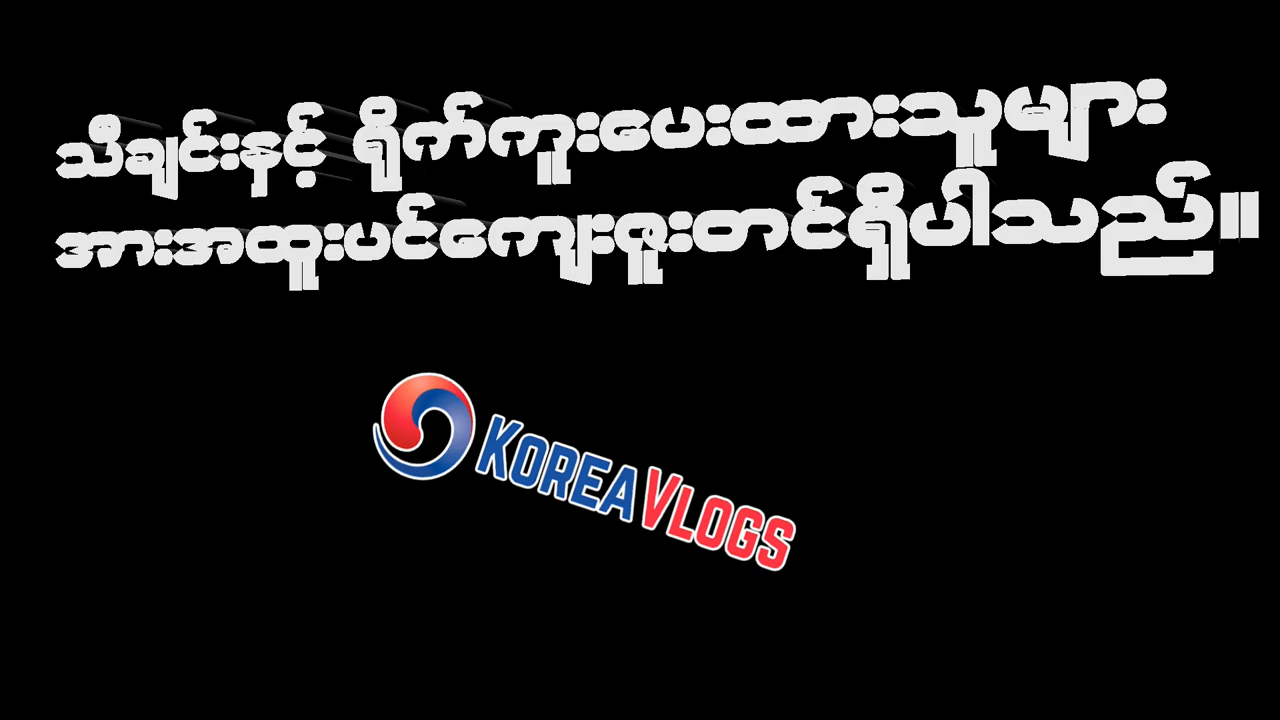 သီချင်းနှင့် ရိုက်ကူးပေးထားသူများ
အားအထူးပင်ကျေးဇူးတင်ရှိပါသည်။
KOREAVLOGS